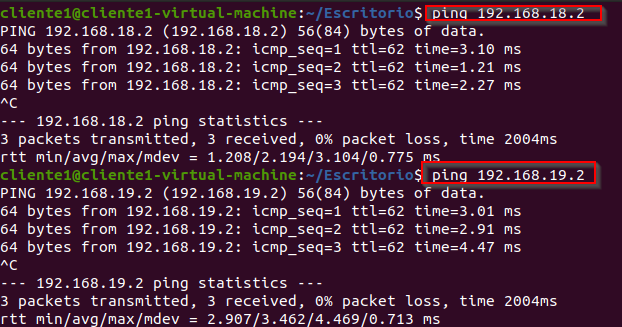 cliente1@cliente1-virtual-machine:~/Escritorio$ ping 192.168.18.2
PING 192.168.18.2 (192.168.18.2) 56(84) bytes of data.
64 bytes from 192.168.18.2: icmp_seq=1 ttl=62 time=3.10 ms
64 bytes from 192.168.18.2: icmp_seq=2 ttl=62 time=1.21 ms
64 bytes from 192.168.18.2: icmp_seq=3 ttl=62 time=2.27 ms
^C
--- 192.168.18.2 ping statistics ---
3 packets transmitted, 3 received, 0% packet loss, time 2004ms
rtt min/avg/max/mdev = 1.208/2.194/3.104/0.775 ms
cliente1@cliente1-virtual-machine:~/Escritorio$ ping 192.168.19.2
PING 192.168.19.2 (192.168.19.2) 56(84) bytes of data.
64 bytes from 192.168.19.2: icmp_seq=1 ttl=62 time=3.01 ms
64 bytes from 192.168.19.2: icmp_seq=2 ttl=62 time=2.91 ms
64 bytes from 192.168.19.2: icmp_seq=3 ttl=62 time=4.47 ms
^C
--- 192.168.19.2 ping statistics ---
3 packets transmitted, 3 received, 0% packet loss, time 2004ms
rtt min/avg/max/mdev = 2.907/3.462/4.469/0.713 ms